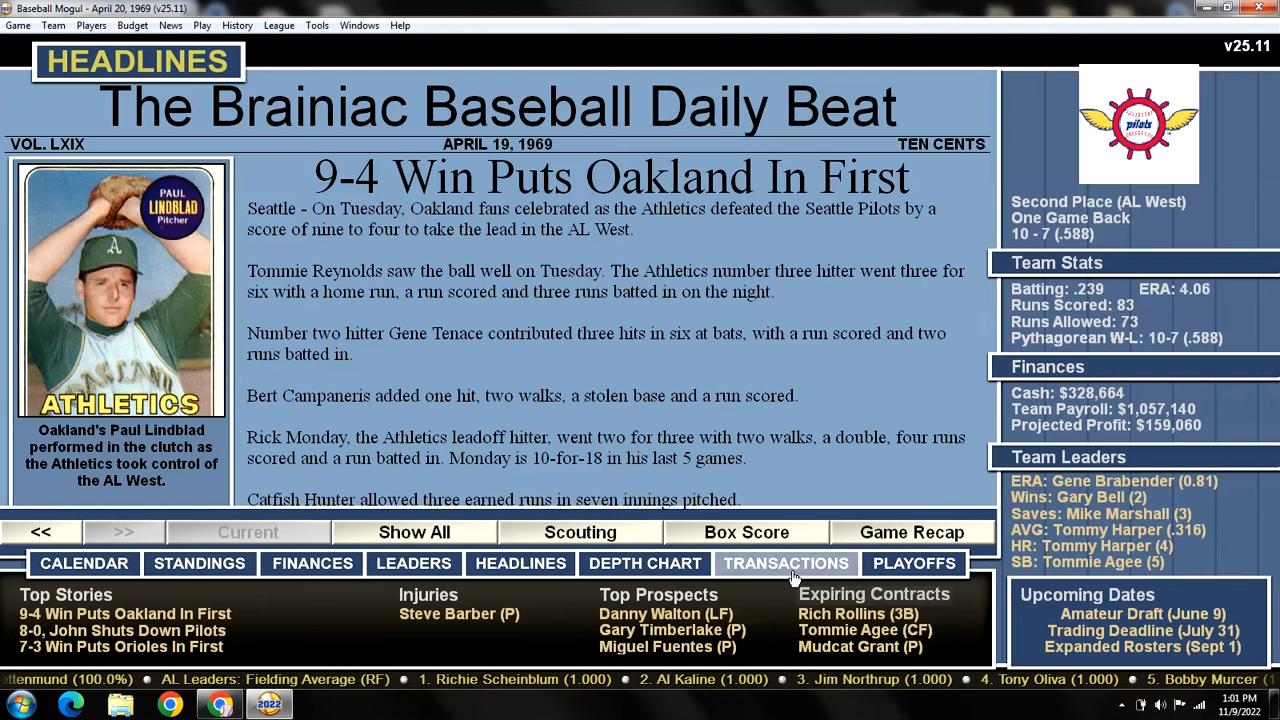 Baseball Mogul - April 20, 1969 (v25.11)
Game Team Players Budget News Play History League Tools Windows Help
HEADLINES
v25.11
The Brainiac Baseball Daily Beat
VOL. LXIX APRIL 19, 1969 TEN CENTS
PAUL
LINDBLAD
Pitcher
A
ATHLETICS
Oakland's Paul Lindblad
performed in the clutch as
the Athletics took control of
the AL West.
9-4 Win Puts Oakland In First
Seattle - On Tuesday, Oakland fans celebrated as the Athletics defeated the Seattle Pilots by a
score of nine to four to take the lead in the AL West.
Tommie Reynolds saw the ball well on Tuesday. The Athletics number three hitter went three for
six with a home run, a run scored and three runs batted in on the night.
Number two hitter Gene Tenace contributed three hits in six at bats, with a run scored and two
runs batted in.
Bert Campaneris added one hit, two walks, a stolen base and a run scored.
Rick Monday, the Athletics leadoff hitter, went two for three with two walks, a double, four runs
scored and a run batted in. Monday is 10-for-18 in his last 5 games.
Catfish Hunter allowed three earned runs in seven innings pitched.
pilots
Second Place (AL West)
One Game Back
10 - 7 (.588)
Team Stats
Batting: .239 ERA: 4.06
Runs Scored: 83
Runs Allowed: 73
Pythagorean W-L: 10-7 (.588)
Finances
Cash: $328,664
Team Payroll: $1,057,140
Projected Profit: $159,060
Team Leaders
ERA: Gene Brabender (0.81)
Wins: Gary Bell (2)
Saves: Mike Marshall (3)
AVG: Tommy Harper (.316)
HR: Tommy Harper (4)
SB: Tommy Agee (5)
<< >> Current Show All Scouting Box Score Game Recap
CALENDAR STANDINGS FINANCES LEADERS HEADLINES DEPTH CHART TRANSACTIONS PLAYOFFS
Top Stories
9-4 Win Puts Oakland In First
8-0, John Shuts Down Pilots
7-3 Win Puts Orioles In First
Injuries
Steve Barber (P)
Top Prospects
Danny Walton (LF)
Gary Timberlake (P)
Miguel Fuentes (P)
Expiring Contracts
Rich Rollins (3B)
Tommie Agee (CF)
Mudcat Grant (P)
Upcoming Dates
Amateur Draft (June 9)
Trading Deadline (July 31)
Expanded Rosters (Sept 1)
ettenmund (100.0%) • AL Leaders: Fielding Average (RF) • 1. Richie Scheinblum (1.000) • 2. Al Kaline (1.000) • 3. Jim Northrup (1.000) • 4. Tony Oliva (1.000) • 5. Bobby Murcer (1
2022
1:01 PM
11/9/2022